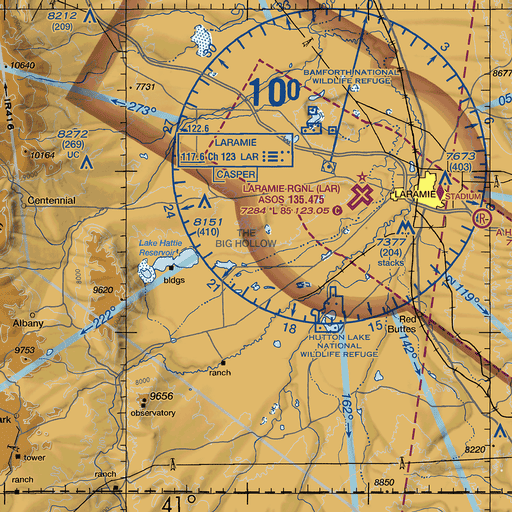 8212
(209)
10640
7731
IR416
273°
8272
(269)
UC
10164
10⁰
BAMFORTH NATIONAL
WILDLIFE REFUGE
3
8677
05
122.6
LARAMIE
117.6 Ch 123 LAR
CASPER
7673
(403)
LARAMIE
STADIUM
LARAMIE RGNL (LAR)
ASOS 135.475
7284 *L 85 123.05 C
Centennial
24
8151
(410)
THE
BIG HOLLOW
R
7377
(204)
stacks
Lake Hattie
Reservoir
bldgs
8000
9620
21
222°
119°
Albany
9753
18
15
Red
Buttes
HUTTON LAKE
NATIONAL
WILDLIFE REFUGE
142°
ranch
8000
9656
observatory
162°
tower
ranch
ranch
8220
8850
41°